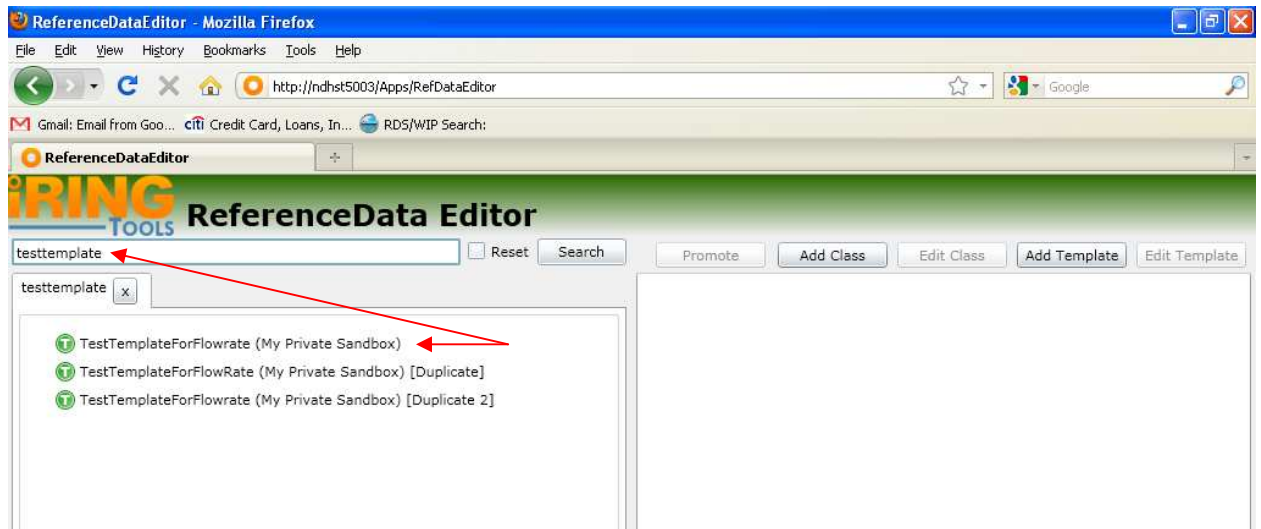 ReferenceDataEditor - Mozilla Firefox
File Edit View History Bookmarks Tools Help
http://ndhst5003/Apps/RefDataEditor Google
Gmail: Email from Goo... citi Credit Card, Loans, In... RDS/WIP Search:
ReferenceDataEditor
iRING TOOLS ReferenceData Editor
testtemplate Reset Search Promote Add Class Edit Class Add Template Edit Template
testtemplate x
T TestTemplateForFlowrate (My Private Sandbox)
T TestTemplateForFlowRate (My Private Sandbox) [Duplicate]
T TestTemplateForFlowrate (My Private Sandbox) [Duplicate 2]